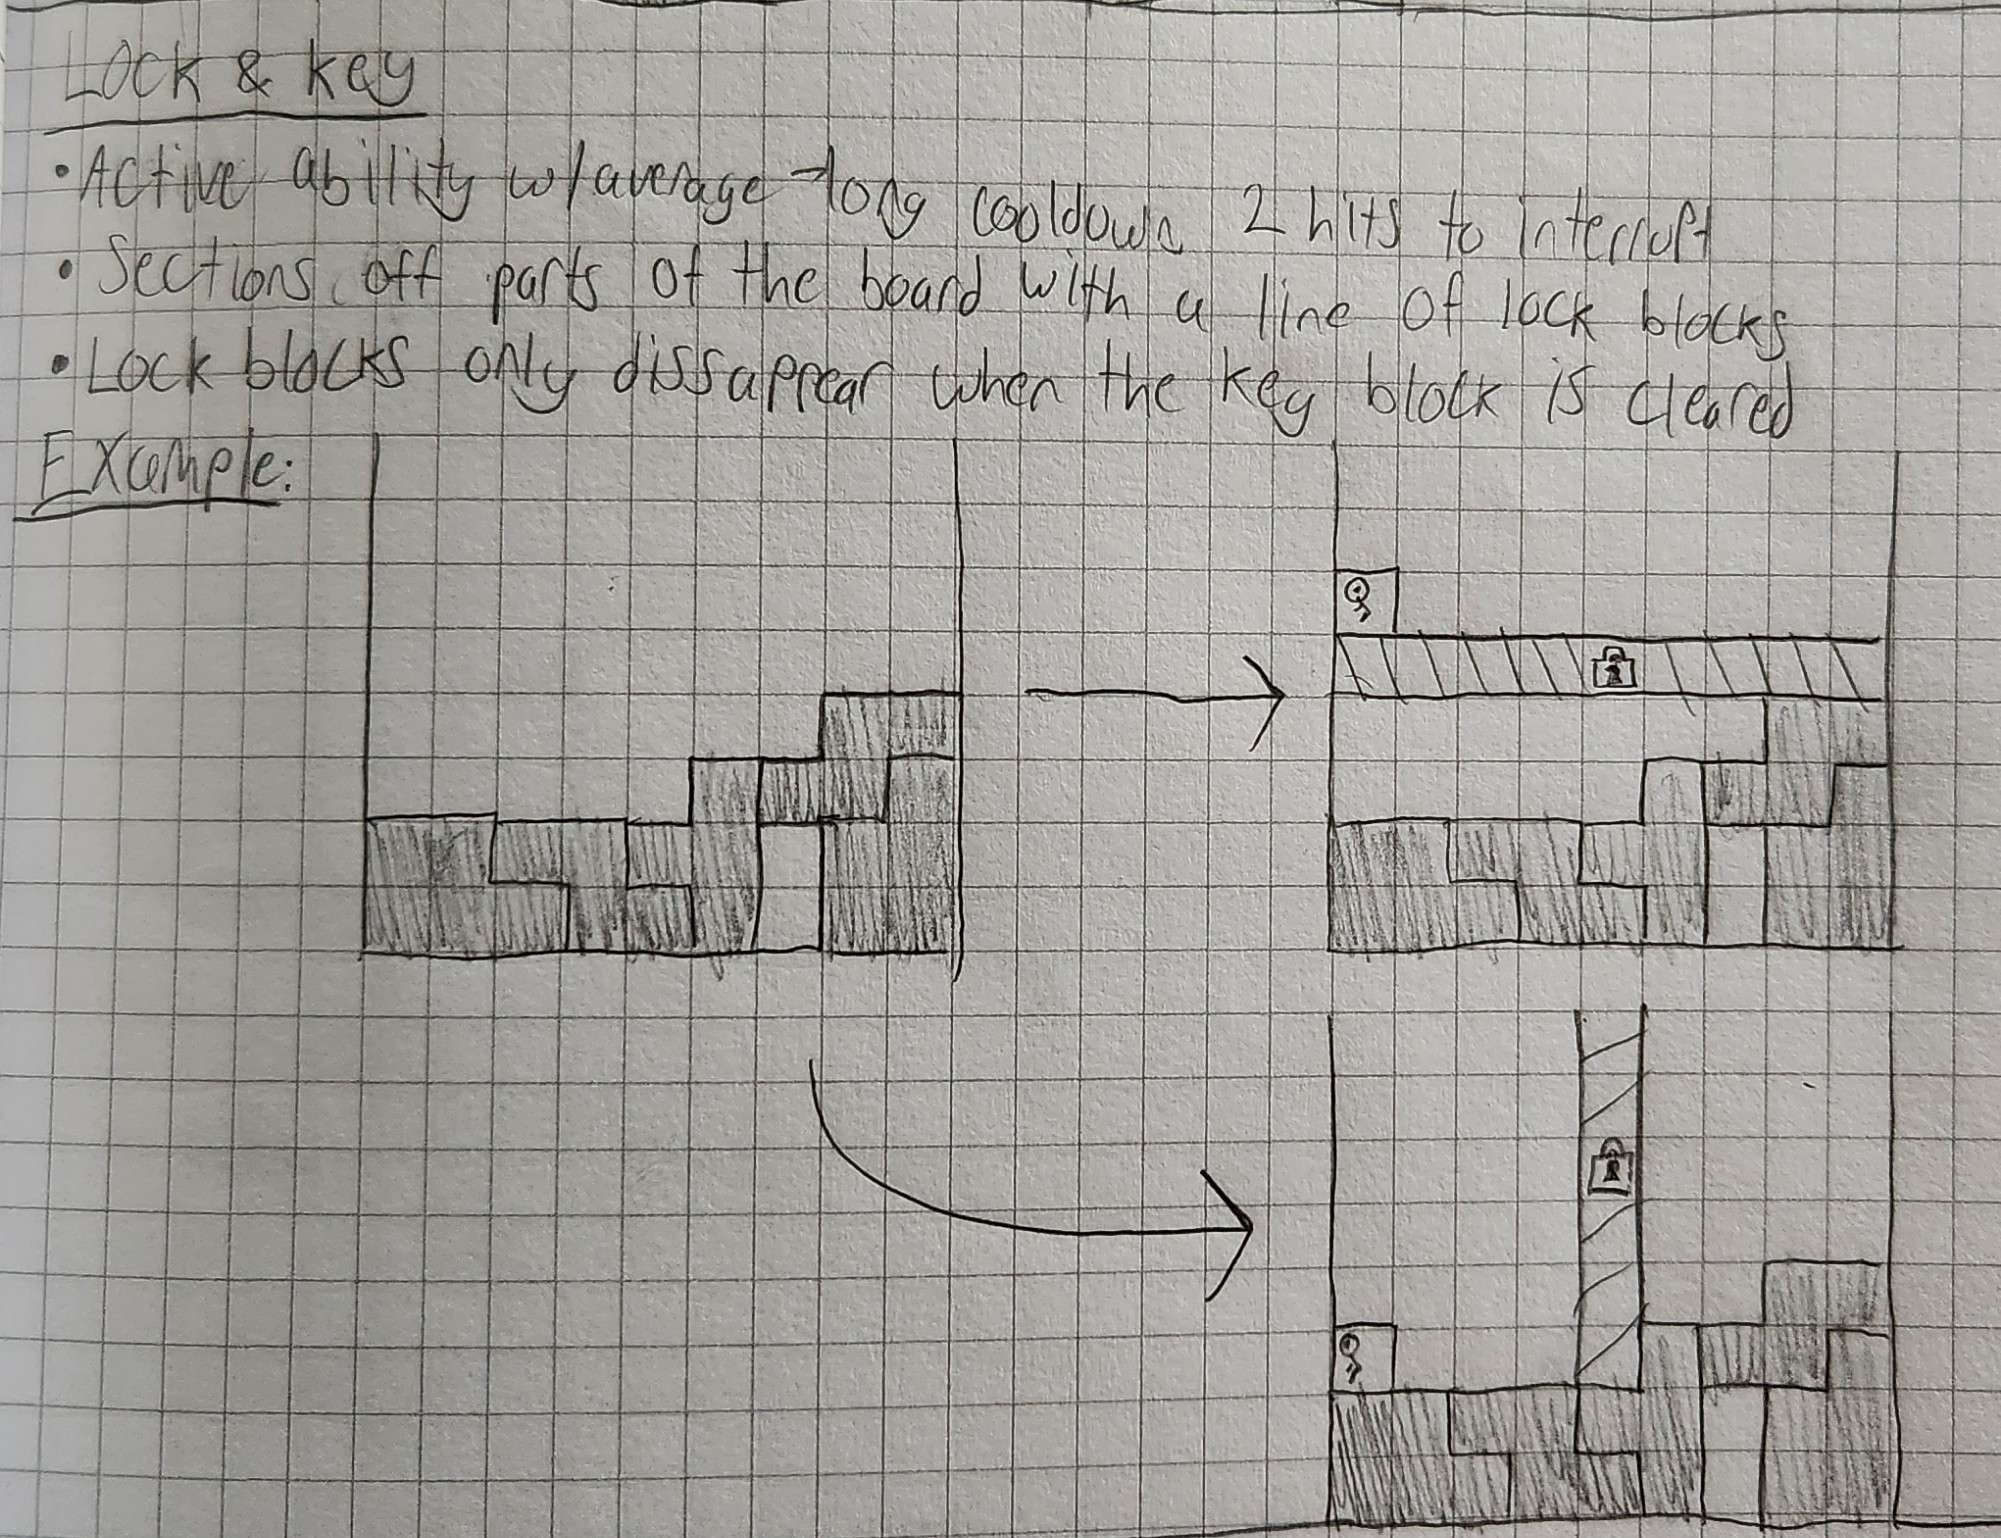 Lock & key
• Active ability w/average → long cooldown 2 hits to interrupt
• Sections off parts of the board with a line of lock blocks
• Lock blocks only dissappear when the key block is cleared
Example: